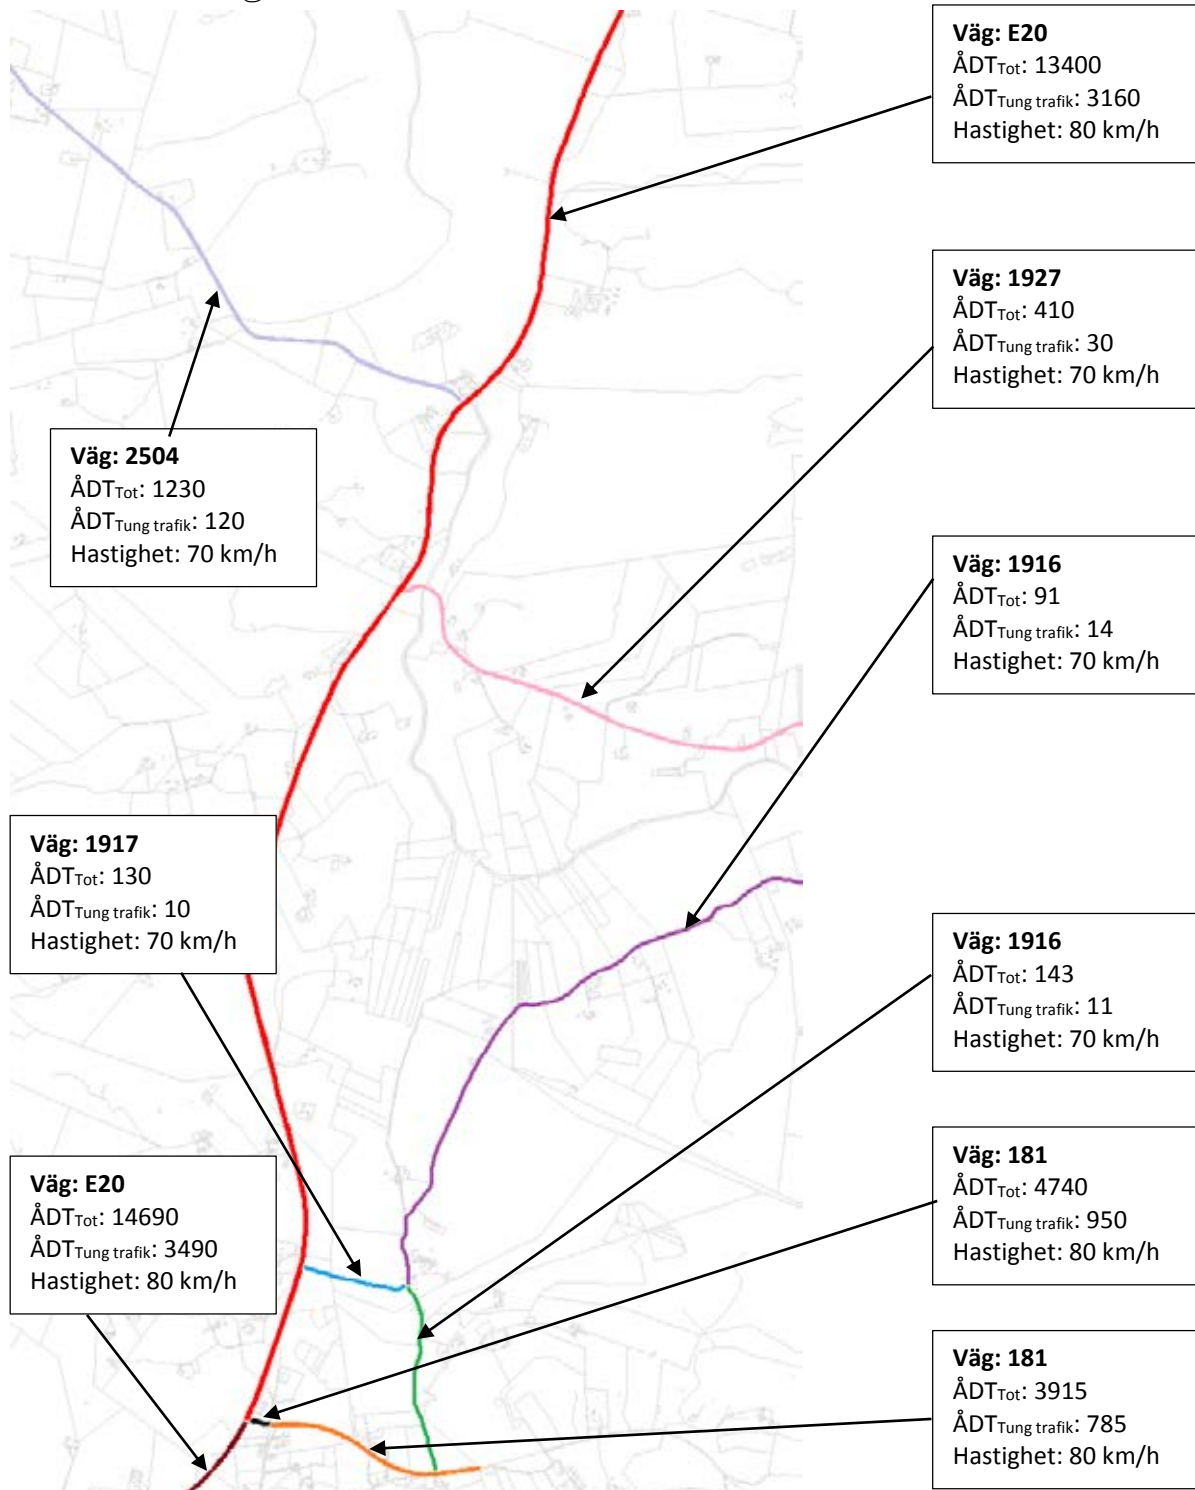 Väg: E20
ÅDTTot: 13400
ÅDTTung trafik: 3160
Hastighet: 80 km/h
Väg: 1927
ÅDTTot: 410
ÅDTTung trafik: 30
Hastighet: 70 km/h
Väg: 2504
ÅDTTot: 1230
ÅDTTung trafik: 120
Hastighet: 70 km/h
Väg: 1916
ÅDTTot: 91
ÅDTTung trafik: 14
Hastighet: 70 km/h
Väg: 1917
ÅDTTot: 130
ÅDTTung trafik: 10
Hastighet: 70 km/h
Väg: 1916
ÅDTTot: 143
ÅDTTung trafik: 11
Hastighet: 70 km/h
Väg: 181
ÅDTTot: 4740
ÅDTTung trafik: 950
Hastighet: 80 km/h
Väg: E20
ÅDTTot: 14690
ÅDTTung trafik: 3490
Hastighet: 80 km/h
Väg: 181
ÅDTTot: 3915
ÅDTTung trafik: 785
Hastighet: 80 km/h